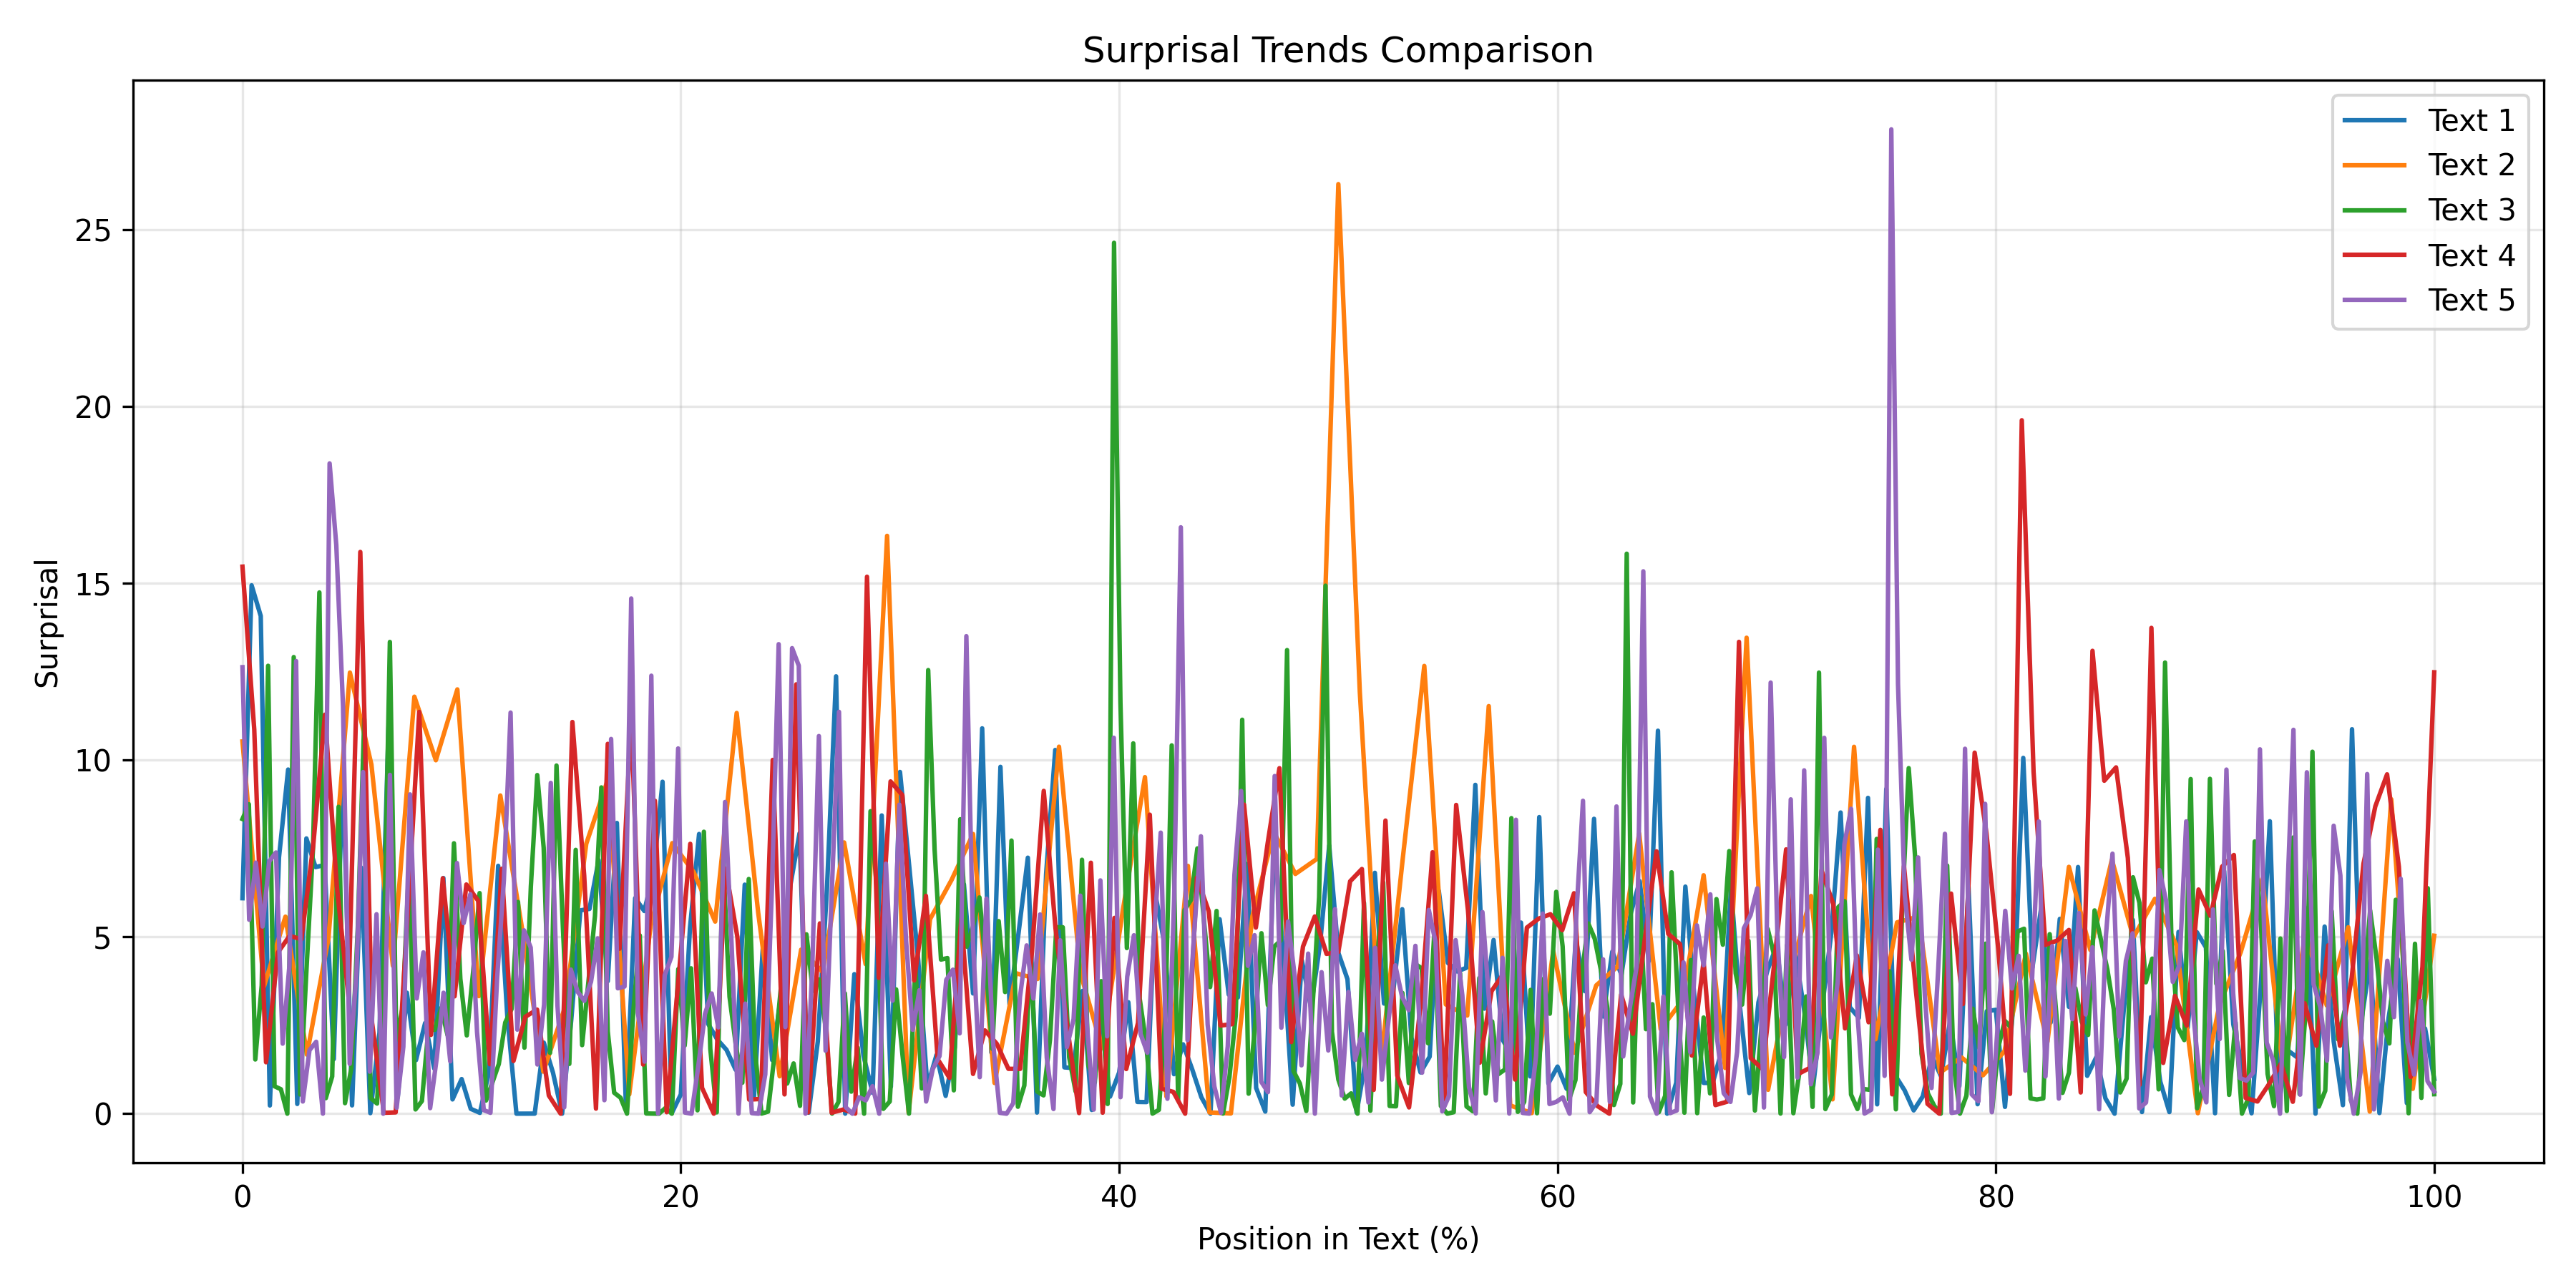 Surprisal Trends Comparison
Text 1
Text 2
Text 3
Text 4
Text 5
Surprisal
25
20
15
10
5
0
0 20 40 60 80 100
Position in Text (%)